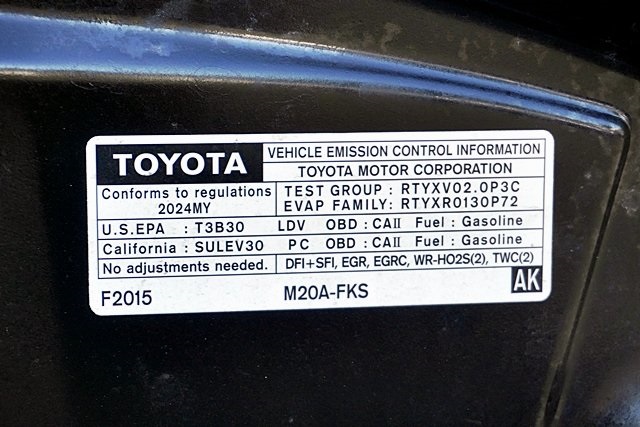 TOYOTA
VEHICLE EMISSION CONTROL INFORMATION
TOYOTA MOTOR CORPORATION
Conforms to regulations
2024MY
TEST GROUP : RTYXV02.0P3C
EVAP FAMILY: RTYXR0130P72
U.S.EPA : T3B30 LDV OBD : CAII Fuel : Gasoline
California : SULEV30 PC OBD : CAII Fuel : Gasoline
No adjustments needed. DFI+SFI, EGR, EGRC, WR-HO2S(2), TWC(2)
F2015 M20A-FKS AK